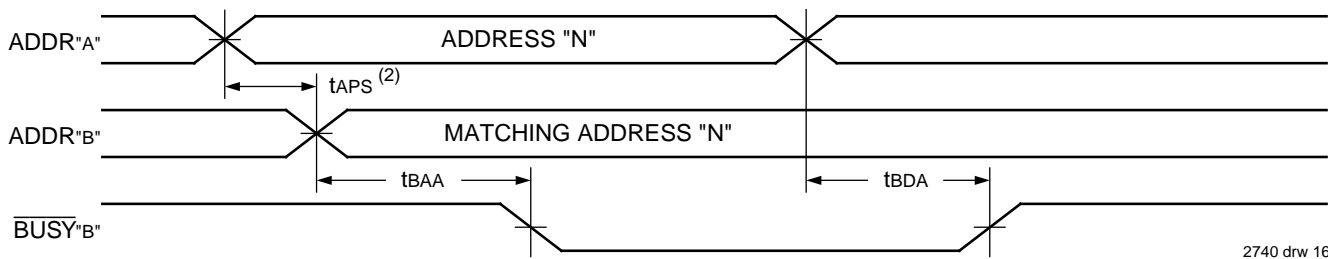 ADDR"A" ADDRESS "N"
tAPS (2)
ADDR"B" MATCHING ADDRESS "N"
tBAA tBDA
BUSY"B"
2740 drw 16